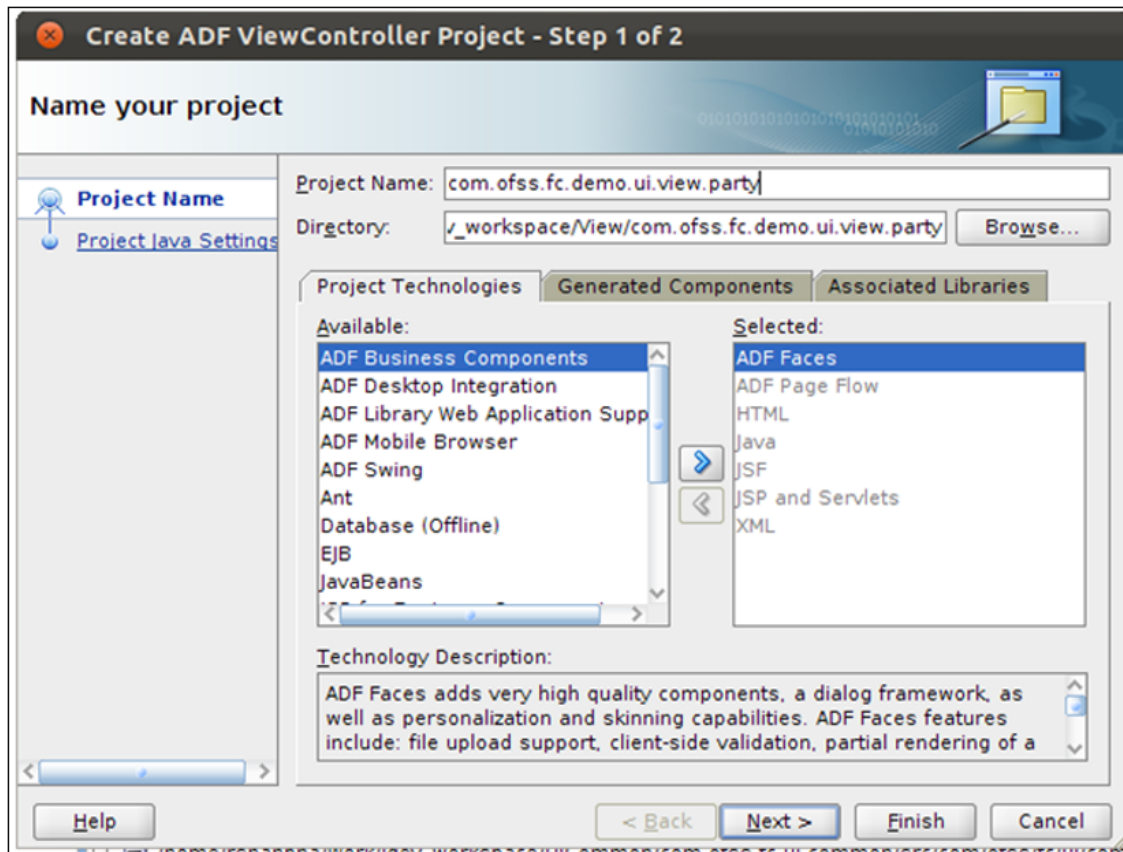 Create ADF ViewController Project - Step 1 of 2
Name your project
Project Name
Project Java Settings
Project Name: com.ofss.fc.demo.ui.view.party
Directory: _workspace/View/com.ofss.fc.demo.ui.view.party Browse...
Project Technologies Generated Components Associated Libraries
Available: Selected:
ADF Business Components
ADF Desktop Integration
ADF Library Web Application Supp
ADF Mobile Browser
ADF Swing
Ant
Database (Offline)
EJB
JavaBeans
ADF Faces
ADF Page Flow
HTML
Java
JSF
JSP and Servlets
XML
Technology Description:
ADF Faces adds very high quality components, a dialog framework, as
well as personalization and skinning capabilities. ADF Faces features
include: file upload support, client-side validation, partial rendering of a
Help < Back Next > Finish Cancel